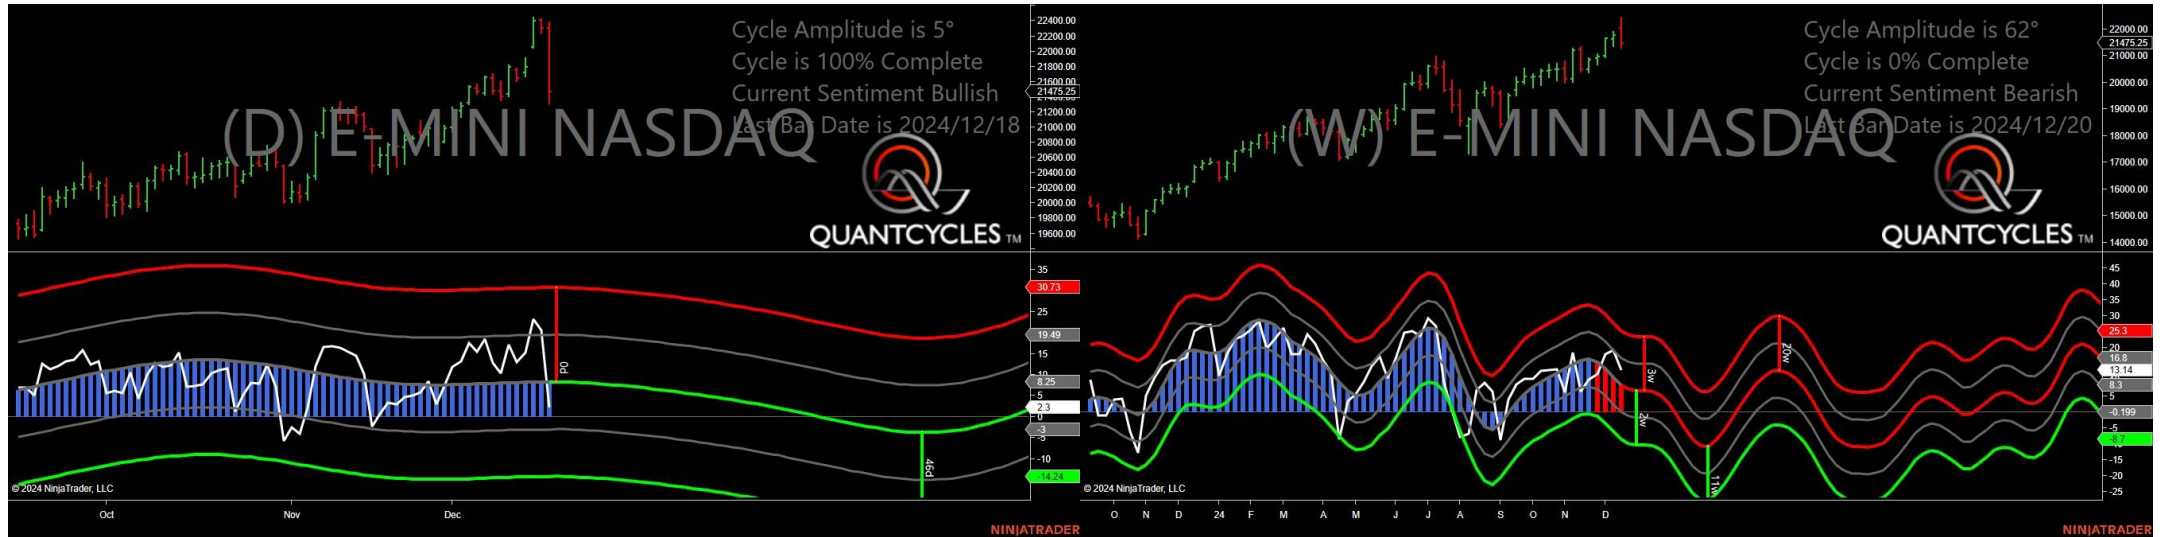 Cycle Amplitude is 5°
Cycle is 100% Complete
Current Sentiment Bullish
Last Bar Date is 2024/12/18
(D) E-MINI NASDAQ
QUANTCYCLES TM
22400.00
22200.00
22000.00
21800.00
21600.00
21475.25
21400.00
21200.00
21000.00
20800.00
20600.00
20400.00
20200.00
20000.00
19800.00
19600.00
35
30.73
25
19.49
15
10
8.25
2.3
0
-3
-5
-10
-14.24
0d
46d
© 2024 NinjaTrader, LLC
Oct Nov Dec
NINJATRADER
Cycle Amplitude is 62°
Cycle is 0% Complete
Current Sentiment Bearish
Last Bar Date is 2024/12/20
(W) E-MINI NASDAQ
QUANTCYCLES TM
22000.00
21475.25
21000.00
20000.00
19000.00
18000.00
17000.00
16000.00
15000.00
14000.00
45
40
35
30
25.3
20
16.8
13.14
8.3
5
-0.199
-5
-8.7
-15
-20
-25
3w
2w
20w
11w
© 2024 NinjaTrader, LLC
O N D 24 F M A M J J A S O N D
NINJATRADER